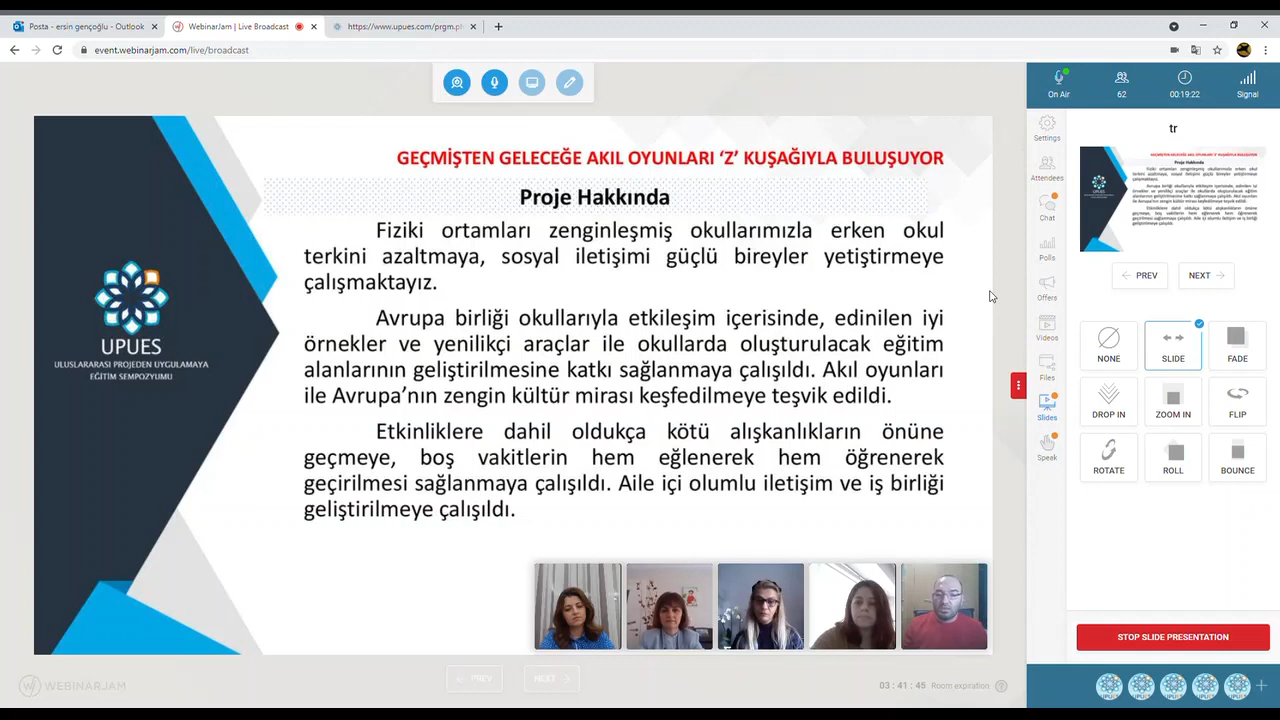 Posta - ersin gençoğlu - Outlook
WebinarJam | Live Broadcast
https://www.upues.com/prgm.p
event.webinarjam.com/live/broadcast
On Air
62
00:19:22
Signal
GEÇMİŞTEN GELECEĞE AKIL OYUNLARI ‘Z’ KUŞAĞIYLA BULUŞUYOR
Proje Hakkında
Fiziki ortamları zenginleşmiş okullarımızla erken okul
terkini azaltmaya, sosyal iletişimi güçlü bireyler yetiştirmeye
çalışmaktayız.
Avrupa birliği okullarıyla etkileşim içerisinde, edinilen iyi
örnekler ve yenilikçi araçlar ile okullarda oluşturulacak eğitim
alanlarının geliştirilmesine katkı sağlanmaya çalışıldı. Akıl oyunları
ile Avrupa’nın zengin kültür mirası keşfedilmeye teşvik edildi.
Etkinliklere dahil oldukça kötü alışkanlıkların önüne
geçmeye, boş vakitlerin hem eğlenerek hem öğrenerek
geçirilmesi sağlanmaya çalışıldı. Aile içi olumlu iletişim ve iş birliği
geliştirilmeye çalışıldı.
UPUES
ULUSLARARASI PROJEDEN UYGULAMAYA
EĞİTİM SEMPOZYUMU
WEBINARJAM
PREV
NEXT
03:41:45 Room expiration
Settings
Attendees
Chat
Polls
Offers
Videos
Files
Slides
Speak
tr
PREV
NEXT
NONE
SLIDE
FADE
DROP IN
ZOOM IN
FLIP
ROTATE
ROLL
BOUNCE
STOP SLIDE PRESENTATION